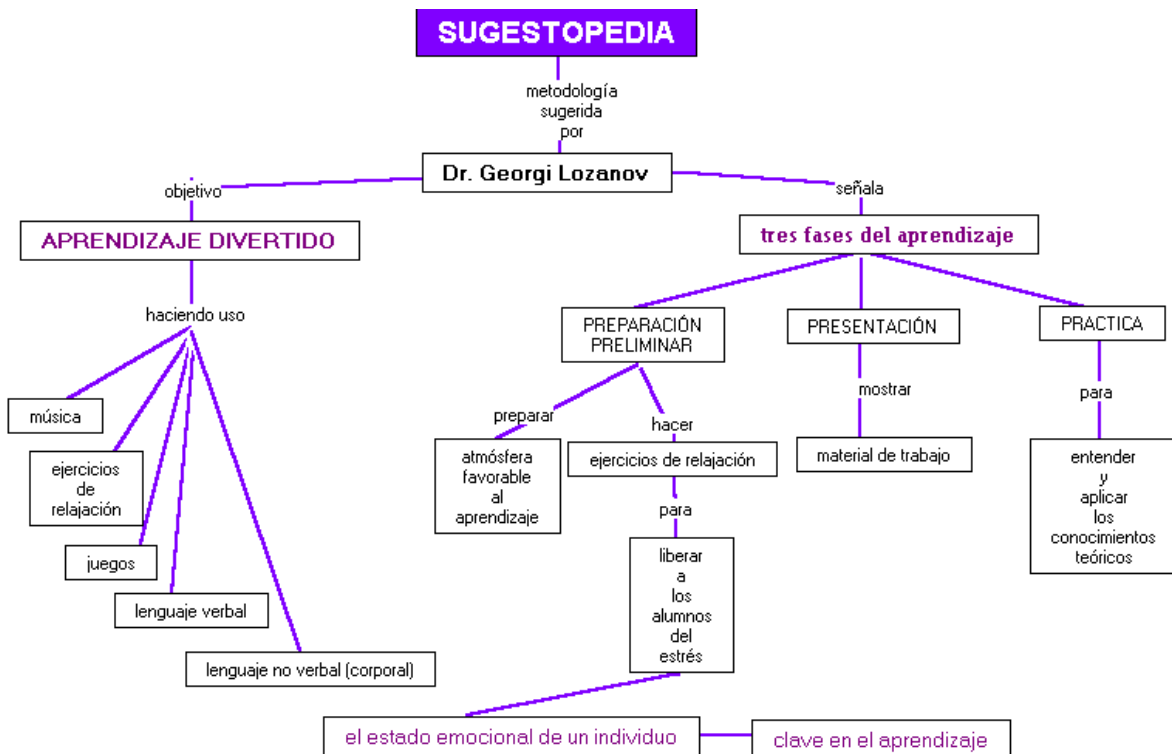 SUGESTOPEDIA
metodología
sugerida
por
Dr. Georgi Lozanov
objetivo
señala
APRENDIZAJE DIVERTIDO
tres fases del aprendizaje
haciendo uso
música
ejercicios
de
relajación
juegos
lenguaje verbal
lenguaje no verbal (corporal)
PREPARACIÓN
PRELIMINAR
PRESENTACIÓN
PRACTICA
preparar
hacer
mostrar
para
atmósfera
favorable
al
aprendizaje
ejercicios de relajación
material de trabajo
entender
y
aplicar
los
conocimientos
teóricos
para
liberar
a
los
alumnos
del
estrés
el estado emocional de un individuo
clave en el aprendizaje